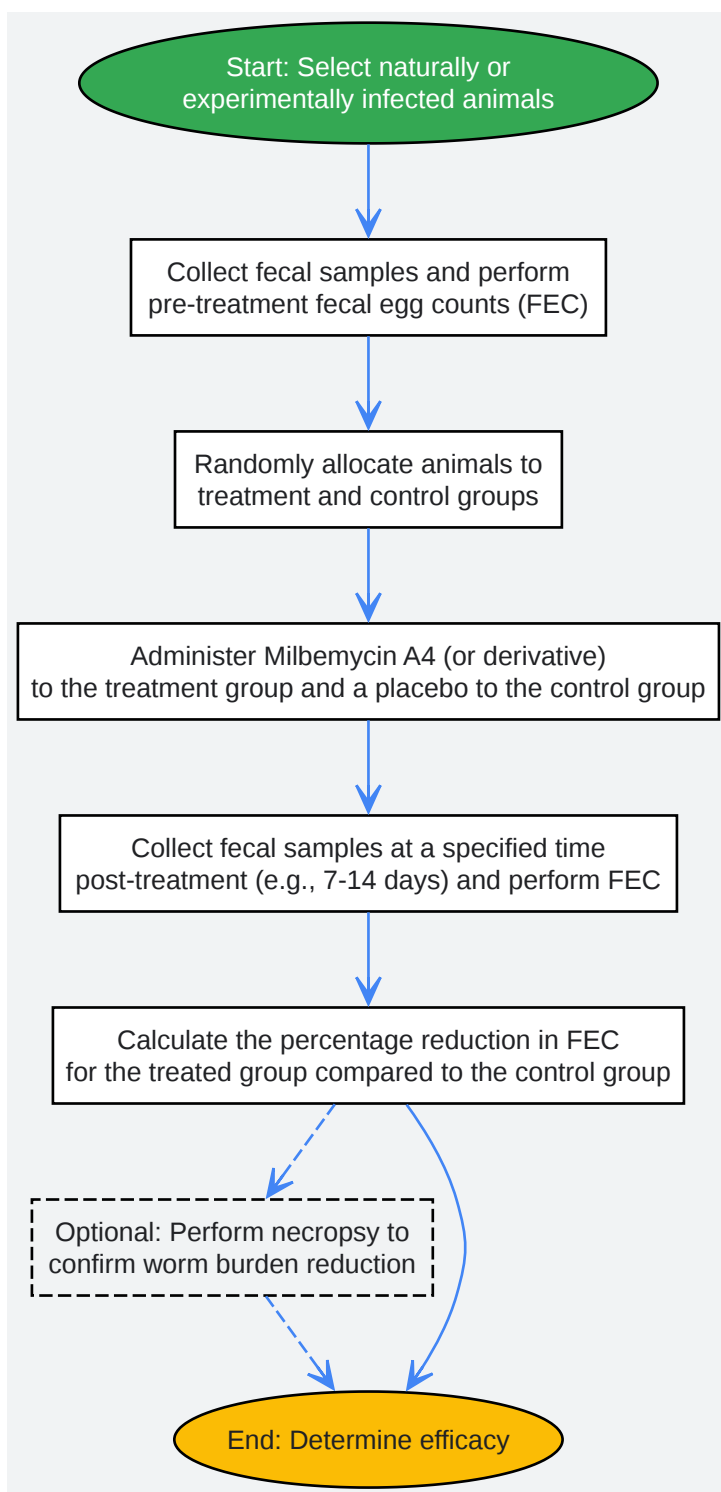 Start: Select naturally or
experimentally infected animals
Collect fecal samples and perform
pre-treatment fecal egg counts (FEC)
Randomly allocate animals to
treatment and control groups
Administer Milbemycin A4 (or derivative)
to the treatment group and a placebo to the control group
Collect fecal samples at a specified time
post-treatment (e.g., 7-14 days) and perform FEC
Calculate the percentage reduction in FEC
for the treated group compared to the control group
Optional: Perform necropsy to
confirm worm burden reduction
End: Determine efficacy